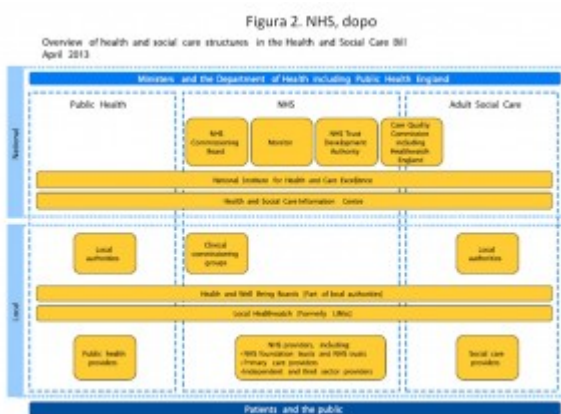 Figura 2. NHS, dopo
Overview of health and social care structures in the Health and Social Care Bill
April 2013
Ministers and the Department of Health including Public Health England
National
Public Health
NHS
Adult Social Care
NHS
Commissioning
Board
Monitor
NHS Trust
Development
Authority
Care Quality
Commission
including
Healthwatch
England
National Institute for Health and Care Excellence
Health and Social Care Information Centre
Local
Local
authorities
Clinical
commissioning
groups
Local
authorities
Health and Well Being Boards (Part of local authorities)
Local Healthwatch (Formerly LINks)
Public health
providers
NHS providers, including:
•NHS foundation trusts and NHS trusts
•Primary care providers
•Independent and third sector providers
Social care
providers
Patients and the public